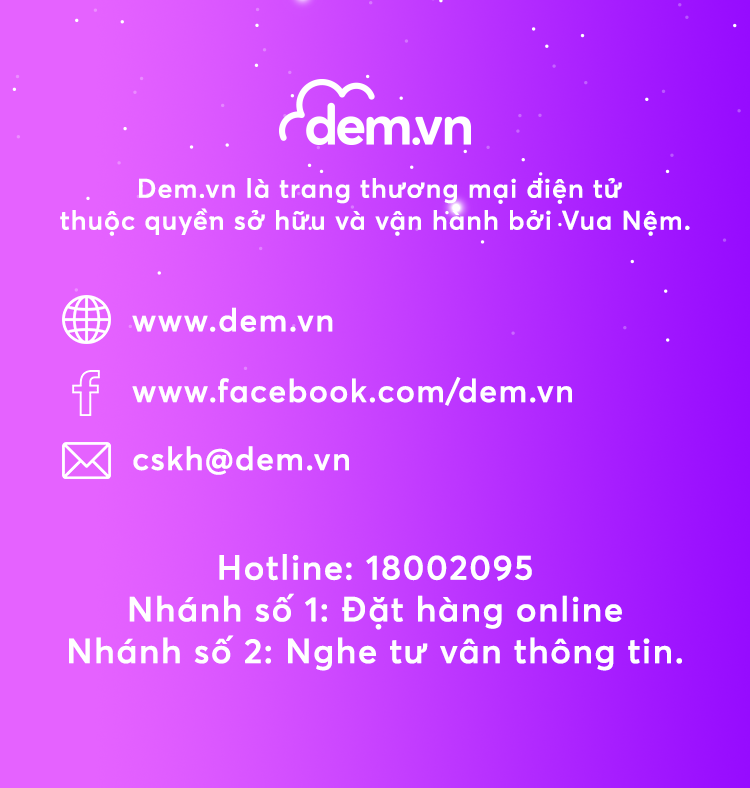 dem.vn
Dem.vn là trang thương mại điện tử
thuộc quyền sở hữu và vận hành bởi Vua Nệm.
www.dem.vn
www.facebook.com/dem.vn
cskh@dem.vn
Hotline: 18002095
Nhánh số 1: Đặt hàng online
Nhánh số 2: Nghe tư vân thông tin.